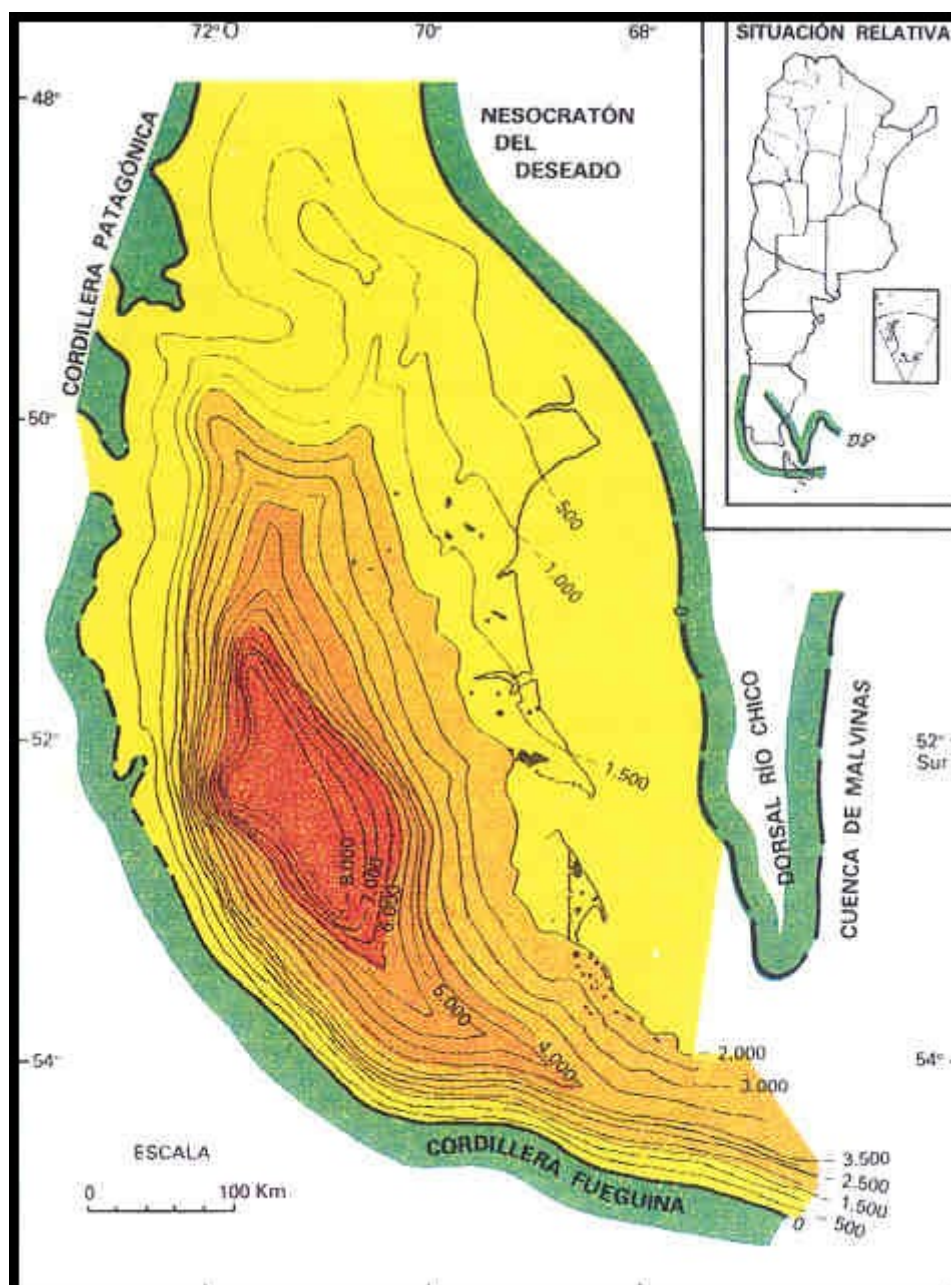 72°O
70°
68°
SITUACIÓN RELATIVA
48°
CORDILLERA PATAGÓNICA
NESOCRATÓN
DEL
DESEADO
50°
500
1.000
52°
1.500
DORSAL RÍO CHICO
CUENCA DE MALVINAS
52°
Sur
8.000
7.000
6.000
5.000
4.000
54°
2.000
3.000
54°
CORDILLERA FUEGUINA
3.500
2.500
1.500
500
0
0
ESCALA
0 100 Km